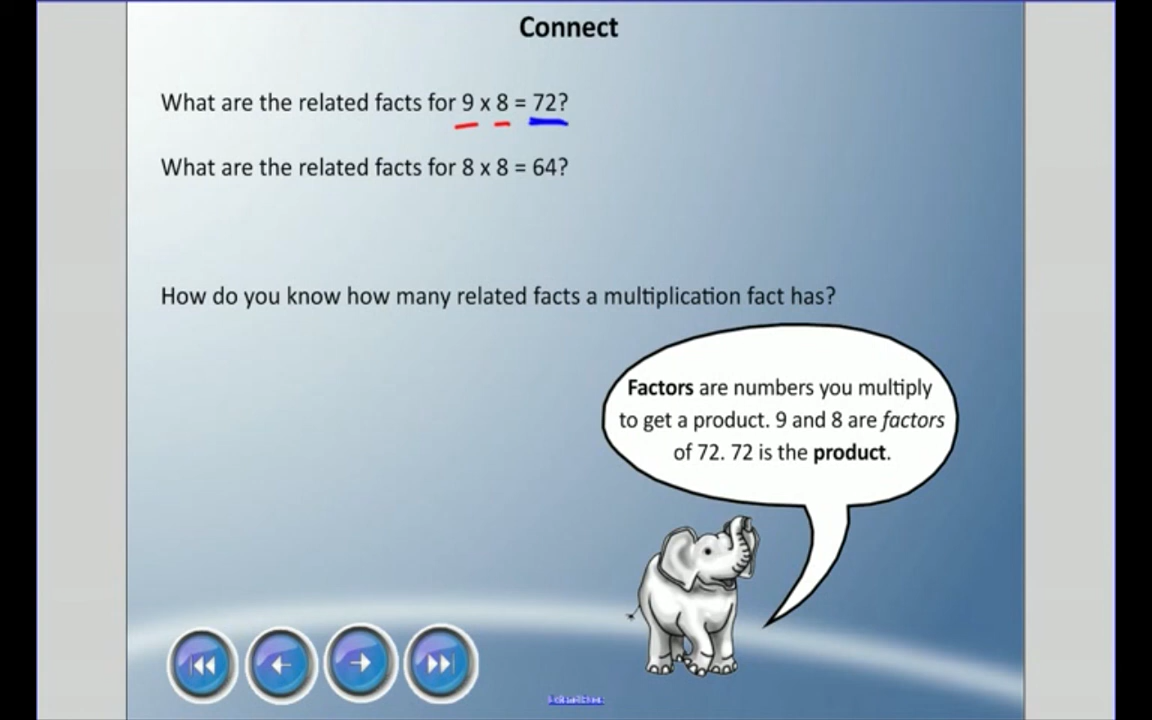 Connect
What are the related facts for 9 x 8 = 72?
What are the related facts for 8 x 8 = 64?
How do you know how many related facts a multiplication fact has?
Factors are numbers you multiply
to get a product. 9 and 8 are factors
of 72. 72 is the product.